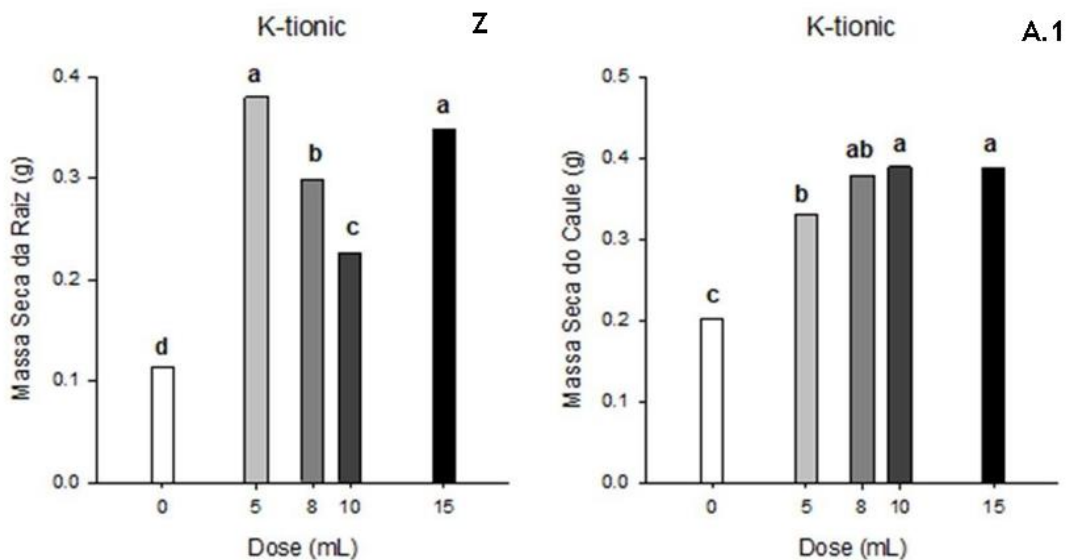 K-tionic
Z
Massa Seca da Raiz (g)
0.4
0.3
0.2
0.1
0.0
d
a
b
c
a
0
5
8
10
15
Dose (mL)
K-tionic
A.1
Massa Seca do Caule (g)
0.5
0.4
0.3
0.2
0.1
0.0
c
b
ab
a
a
0
5
8
10
15
Dose (mL)